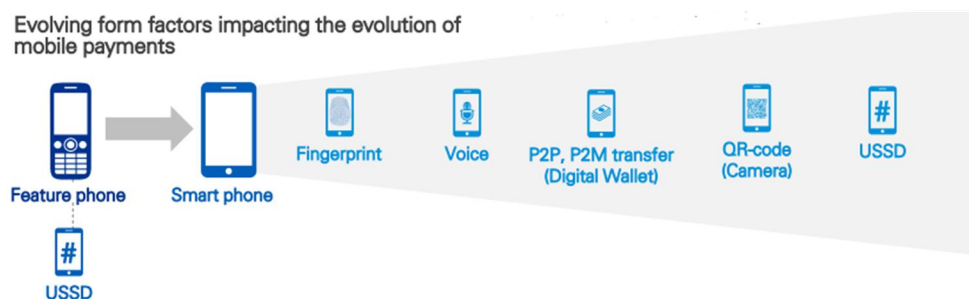 Evolving form factors impacting the evolution of
mobile payments
Feature phone
Smart phone
Fingerprint
Voice
P2P, P2M transfer
(Digital Wallet)
QR-code
(Camera)
#
USSD
#
USSD